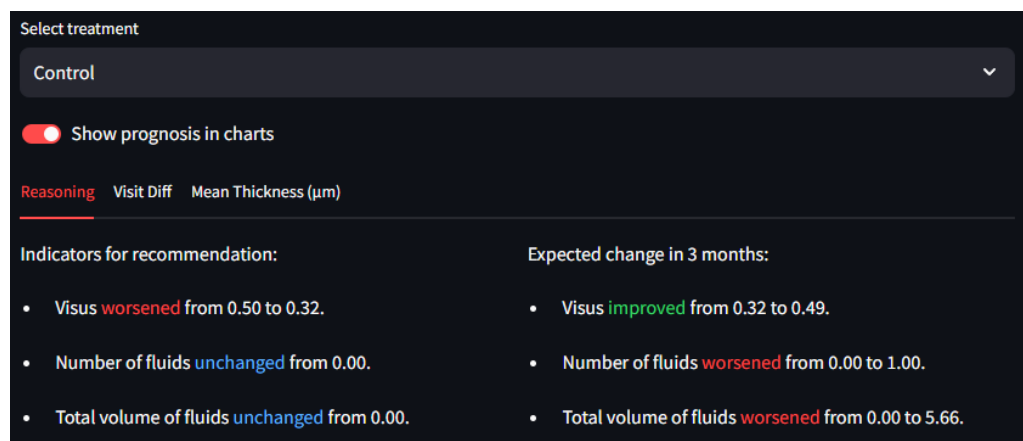 Select treatment
Control
Show prognosis in charts
Reasoning Visit Diff Mean Thickness (μm)
Indicators for recommendation:
• Visus worsened from 0.50 to 0.32.
• Number of fluids unchanged from 0.00.
• Total volume of fluids unchanged from 0.00.
Expected change in 3 months:
• Visus improved from 0.32 to 0.49.
• Number of fluids worsened from 0.00 to 1.00.
• Total volume of fluids worsened from 0.00 to 5.66.